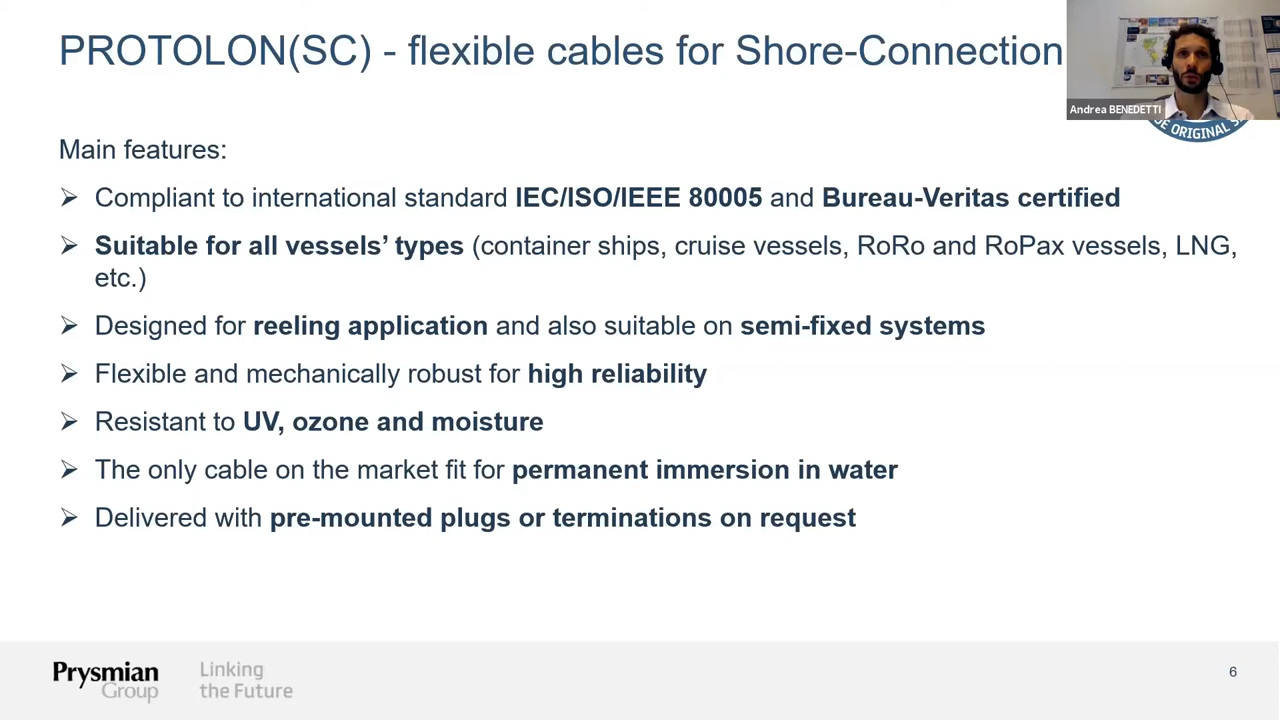 PROTOLON(SC) - flexible cables for Shore-Connection
Andrea BENEDETTI
ORIGINAL
Main features:
➢ Compliant to international standard IEC/ISO/IEEE 80005 and Bureau-Veritas certified
➢ Suitable for all vessels’ types (container ships, cruise vessels, RoRo and RoPax vessels, LNG,
etc.)
➢ Designed for reeling application and also suitable on semi-fixed systems
➢ Flexible and mechanically robust for high reliability
➢ Resistant to UV, ozone and moisture
➢ The only cable on the market fit for permanent immersion in water
➢ Delivered with pre-mounted plugs or terminations on request
Prysmian
Group
Linking
the Future
6